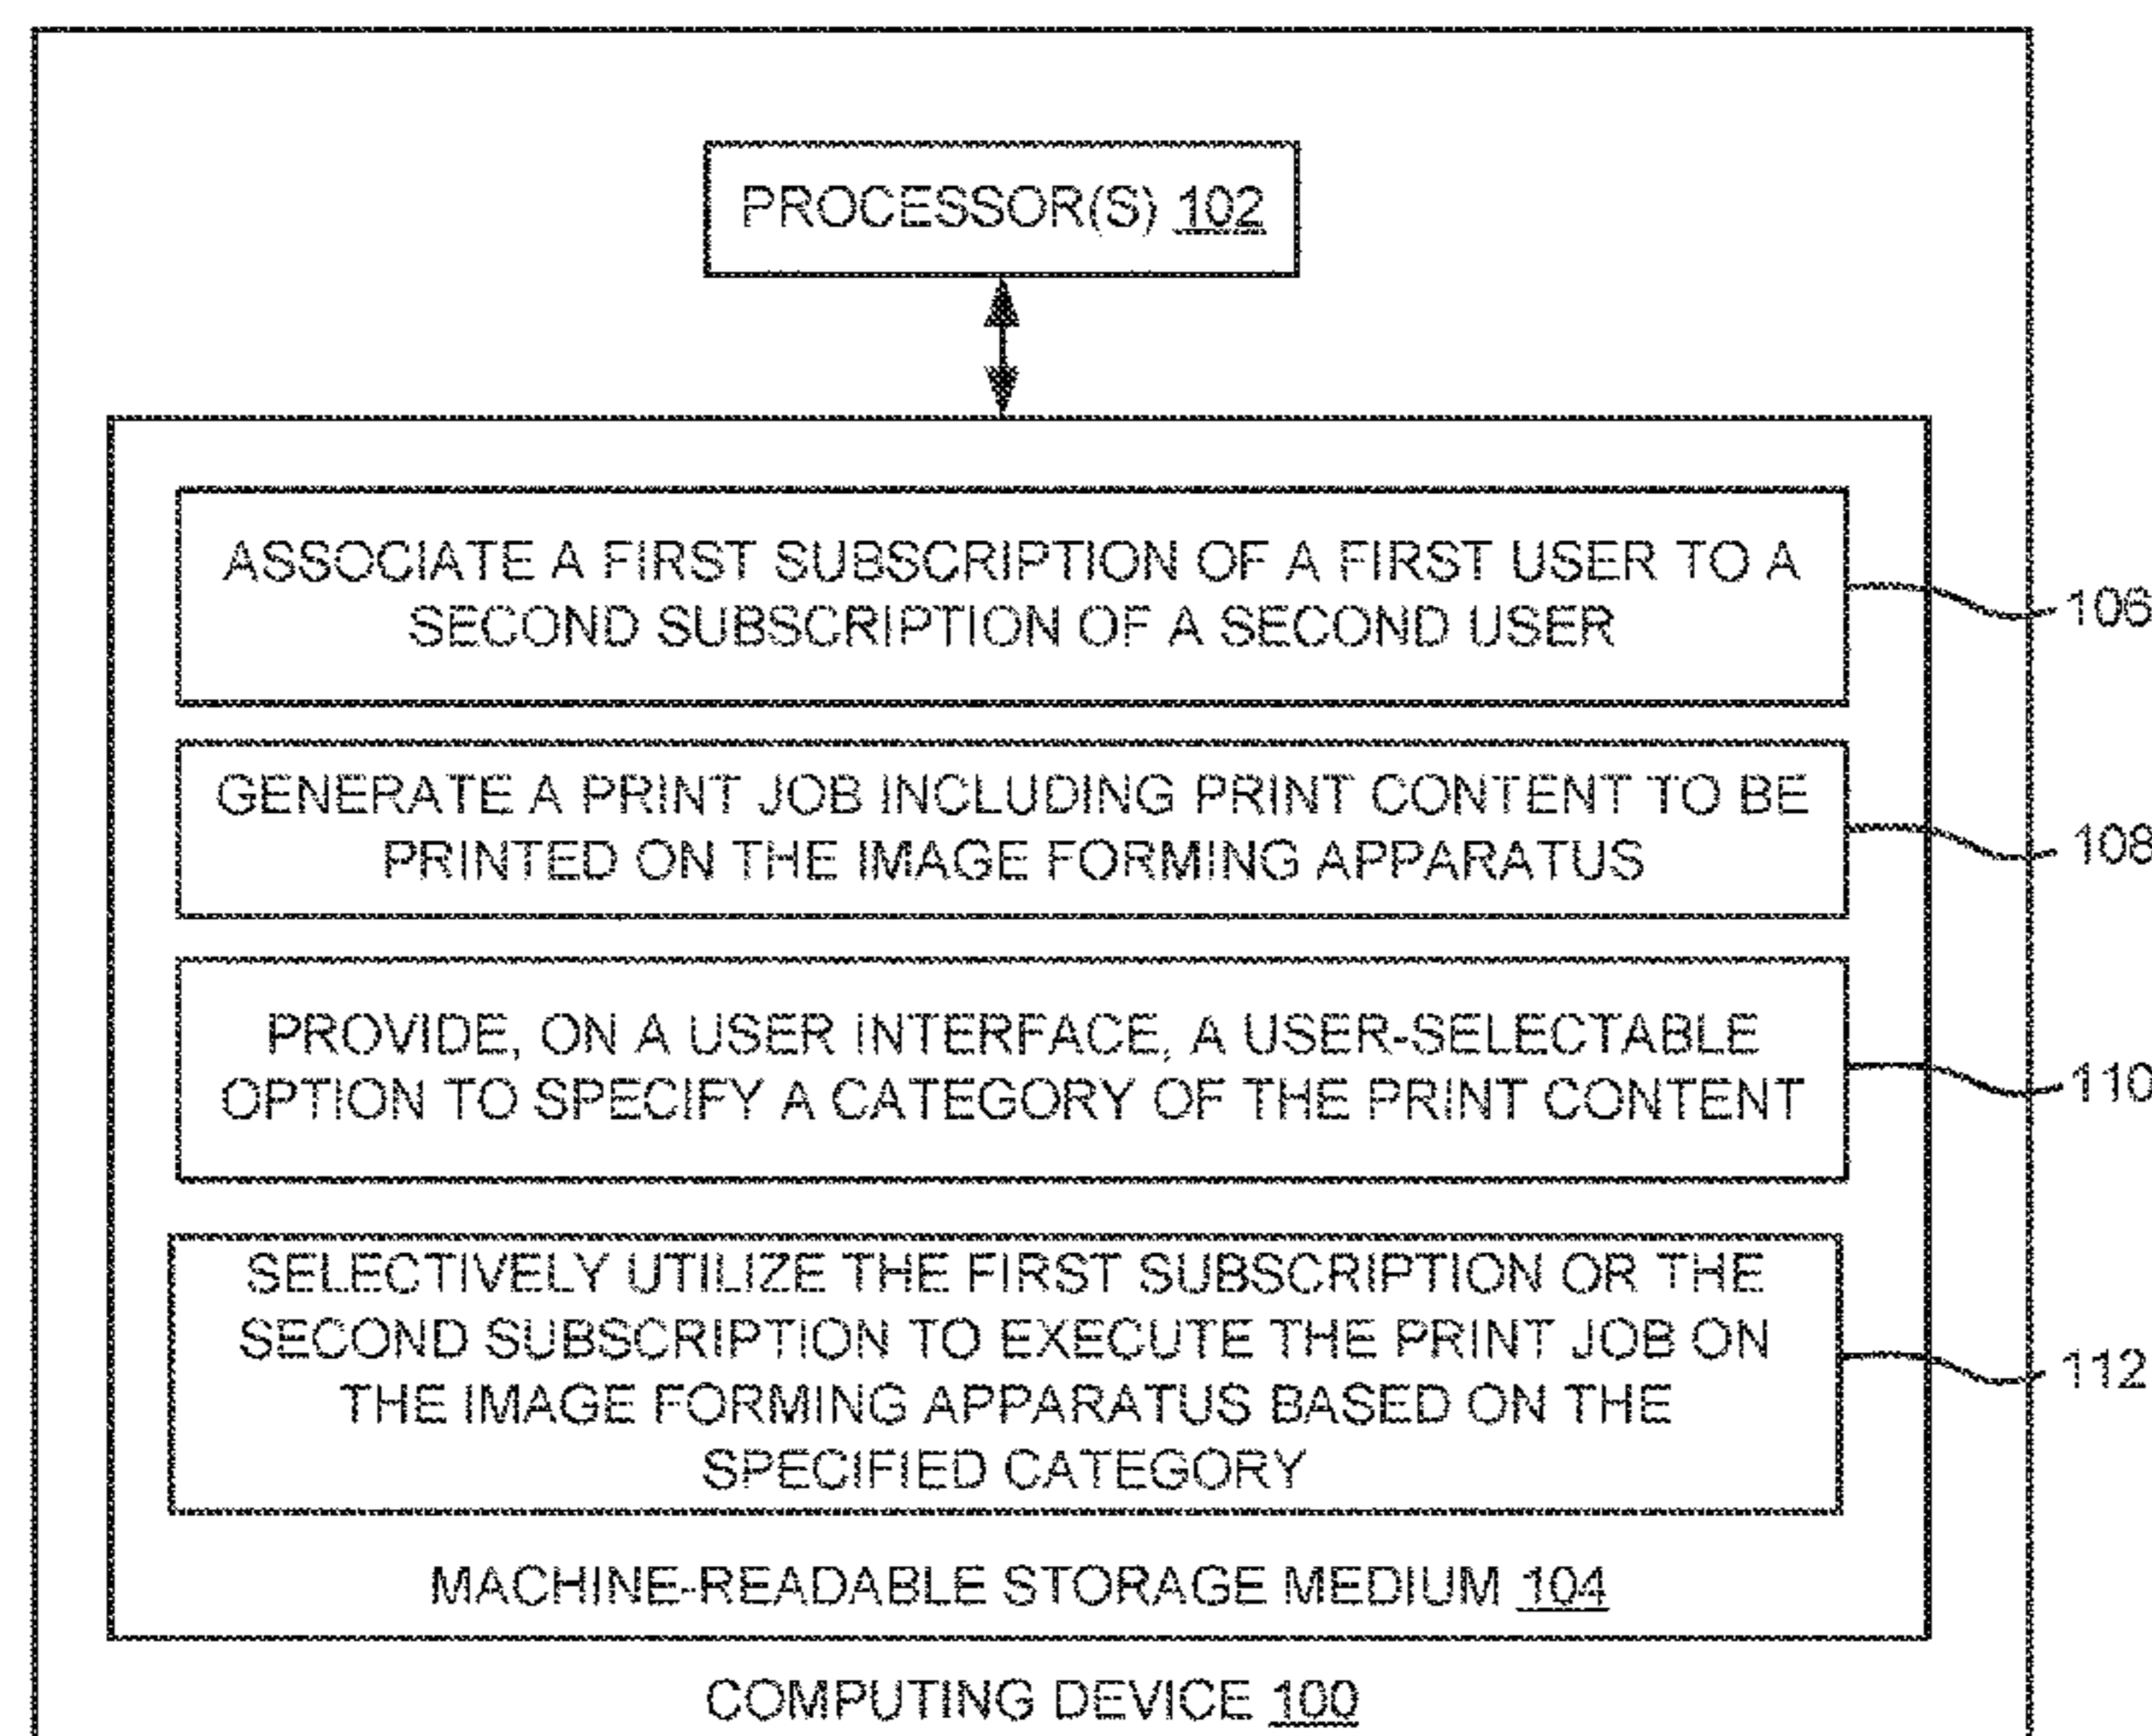 PROCESSOR(S) 102
ASSOCIATE A FIRST SUBSCRIPTION OF A FIRST USER TO A
SECOND SUBSCRIPTION OF A SECOND USER
106
GENERATE A PRINT JOB INCLUDING PRINT CONTENT TO BE
PRINTED ON THE IMAGE FORMING APPARATUS
108
PROVIDE, ON A USER INTERFACE, A USER-SELECTABLE
OPTION TO SPECIFY A CATEGORY OF THE PRINT CONTENT
110
SELECTIVELY UTILIZE THE FIRST SUBSCRIPTION OR THE
SECOND SUBSCRIPTION TO EXECUTE THE PRINT JOB ON
THE IMAGE FORMING APPARATUS BASED ON THE
SPECIFIED CATEGORY
112
MACHINE-READABLE STORAGE MEDIUM 104
COMPUTING DEVICE 100